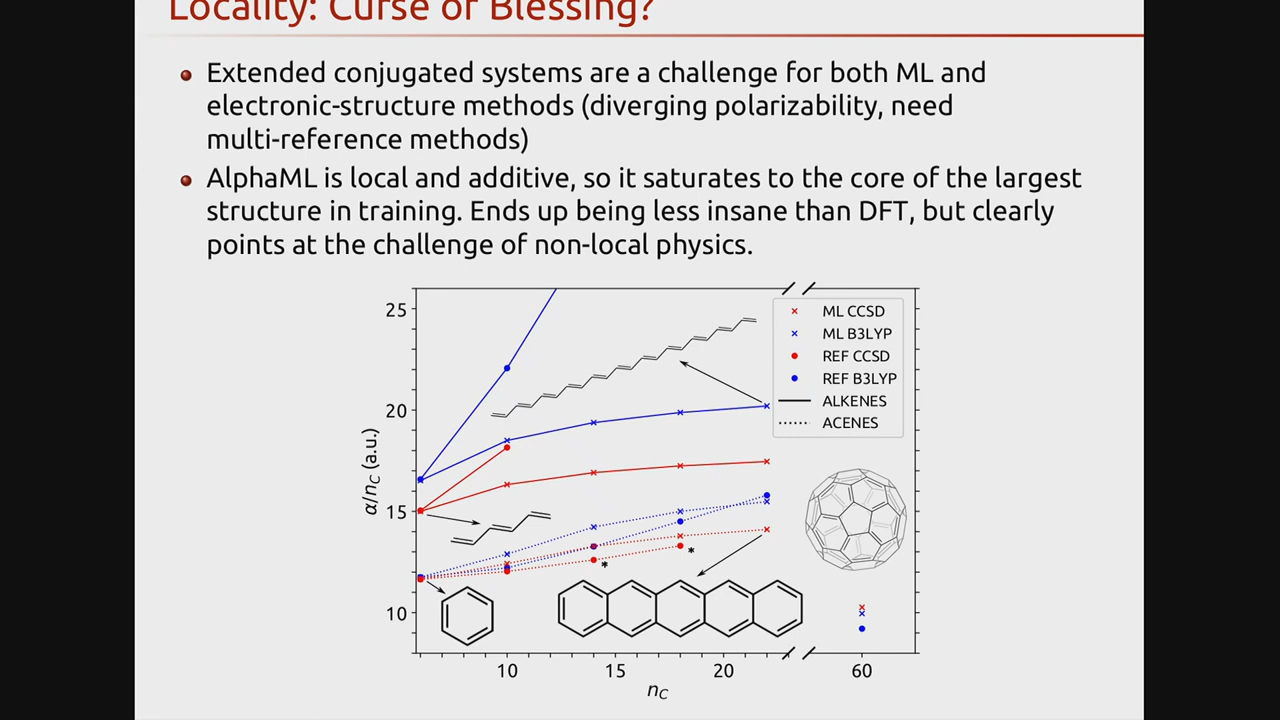 Locality: Curse or Blessing?
Extended conjugated systems are a challenge for both ML and
electronic-structure methods (diverging polarizability, need
multi-reference methods)
AlphaML is local and additive, so it saturates to the core of the largest
structure in training. Ends up being less insane than DFT, but clearly
points at the challenge of non-local physics.
25
20
15
10
α/nC (a.u.)
ML CCSD
ML B3LYP
REF CCSD
REF B3LYP
ALKENES
ACENES
*
*
10 15 20 60
nC